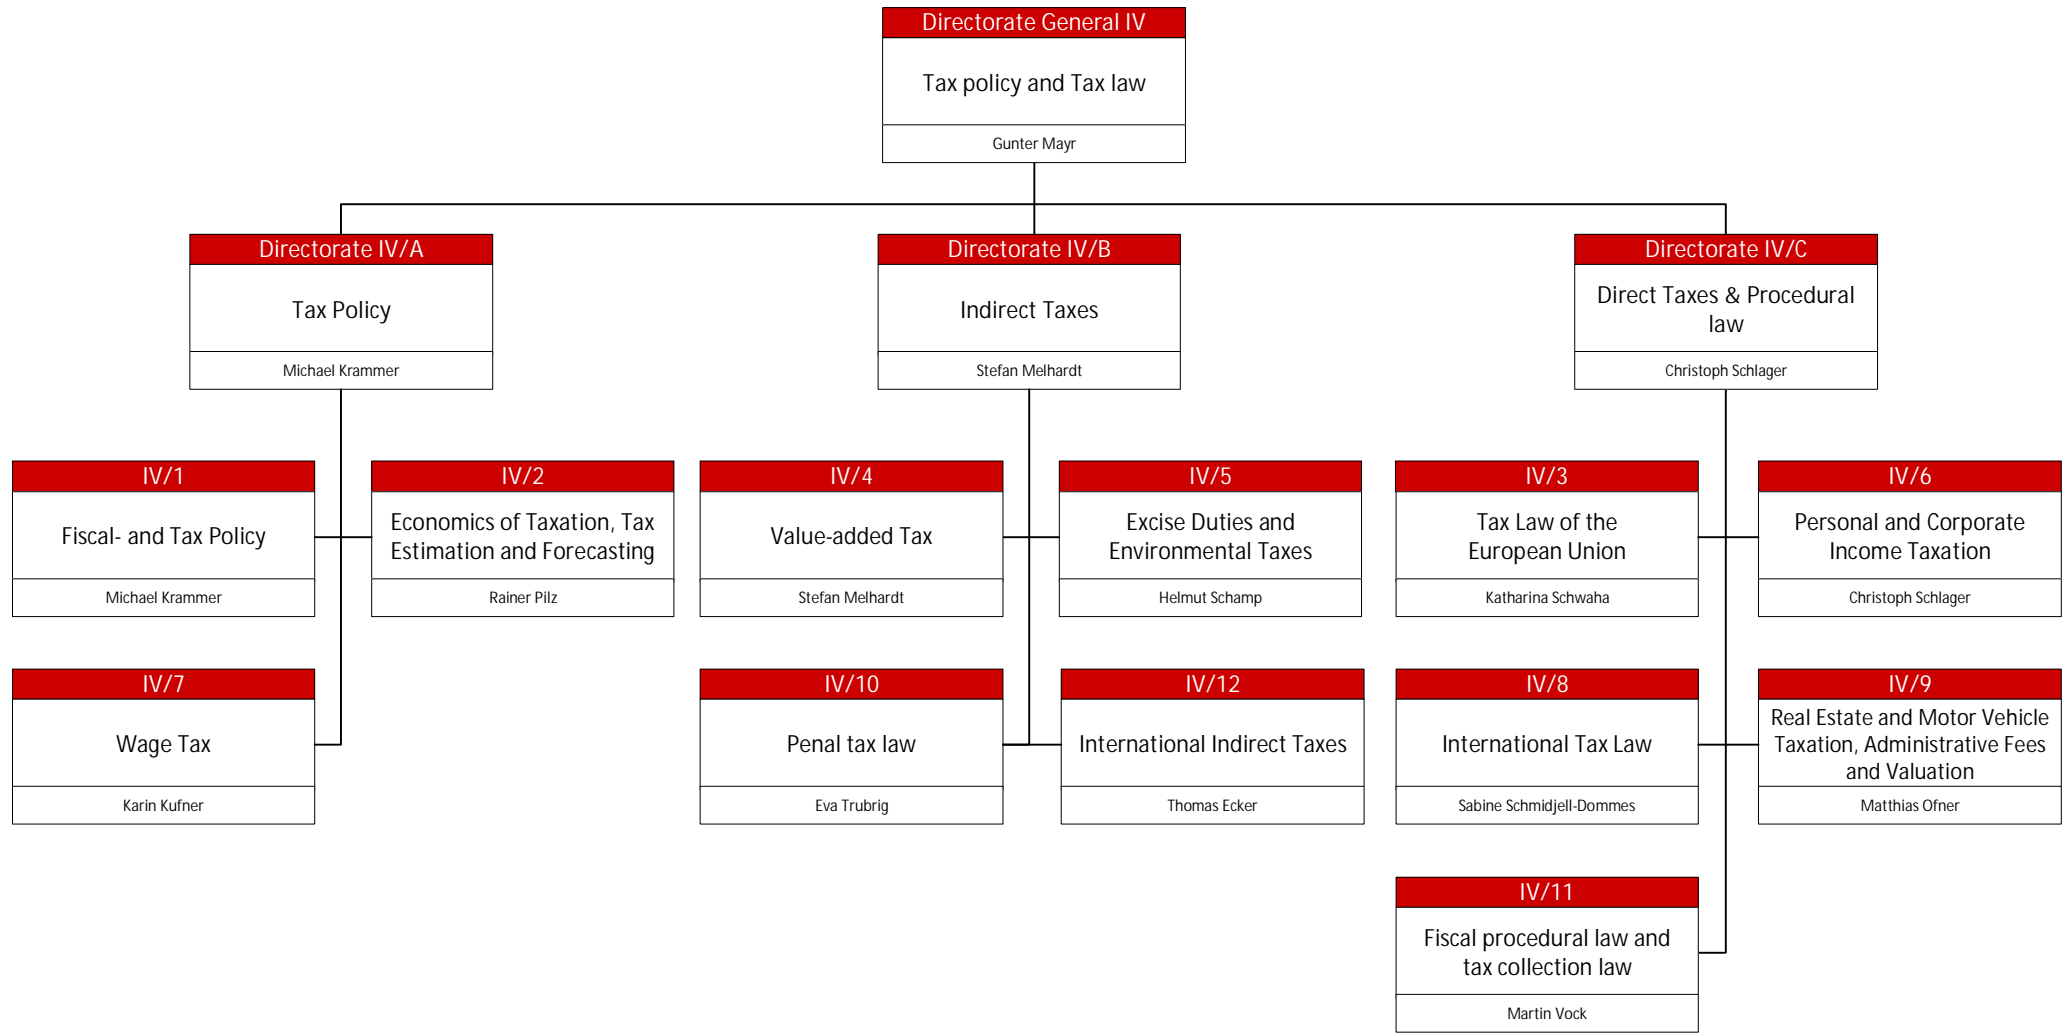 Directorate General IV
Tax policy and Tax law
Gunter Mayr
Directorate IV/A
Tax Policy
Michael Krammer
Directorate IV/B
Indirect Taxes
Stefan Melhardt
Directorate IV/C
Direct Taxes & Procedural
law
Christoph Schlager
IV/1
Fiscal- and Tax Policy
Michael Krammer
IV/2
Economics of Taxation, Tax
Estimation and Forecasting
Rainer Pilz
IV/4
Value-added Tax
Stefan Melhardt
IV/5
Excise Duties and
Environmental Taxes
Helmut Schamp
IV/3
Tax Law of the
European Union
Katharina Schwaha
IV/6
Personal and Corporate
Income Taxation
Christoph Schlager
IV/7
Wage Tax
Karin Kufner
IV/10
Penal tax law
Eva Trubrig
IV/12
International Indirect Taxes
Thomas Ecker
IV/8
International Tax Law
Sabine Schmidjell-Dommes
IV/9
Real Estate and Motor Vehicle
Taxation, Administrative Fees
and Valuation
Matthias Ofner
IV/11
Fiscal procedural law and
tax collection law
Martin Vock